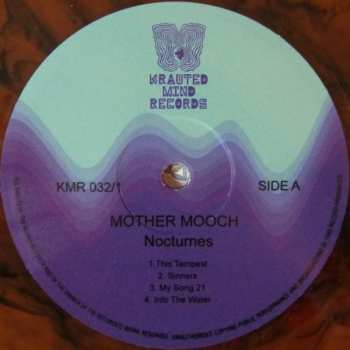 KRAUTED
MIND
RECORDS
KMR 032/1
SIDE A
MOTHER MOOCH
Nocturnes
1.This Tempest
2. Sinners
3. My Song 21
4. Into The Water